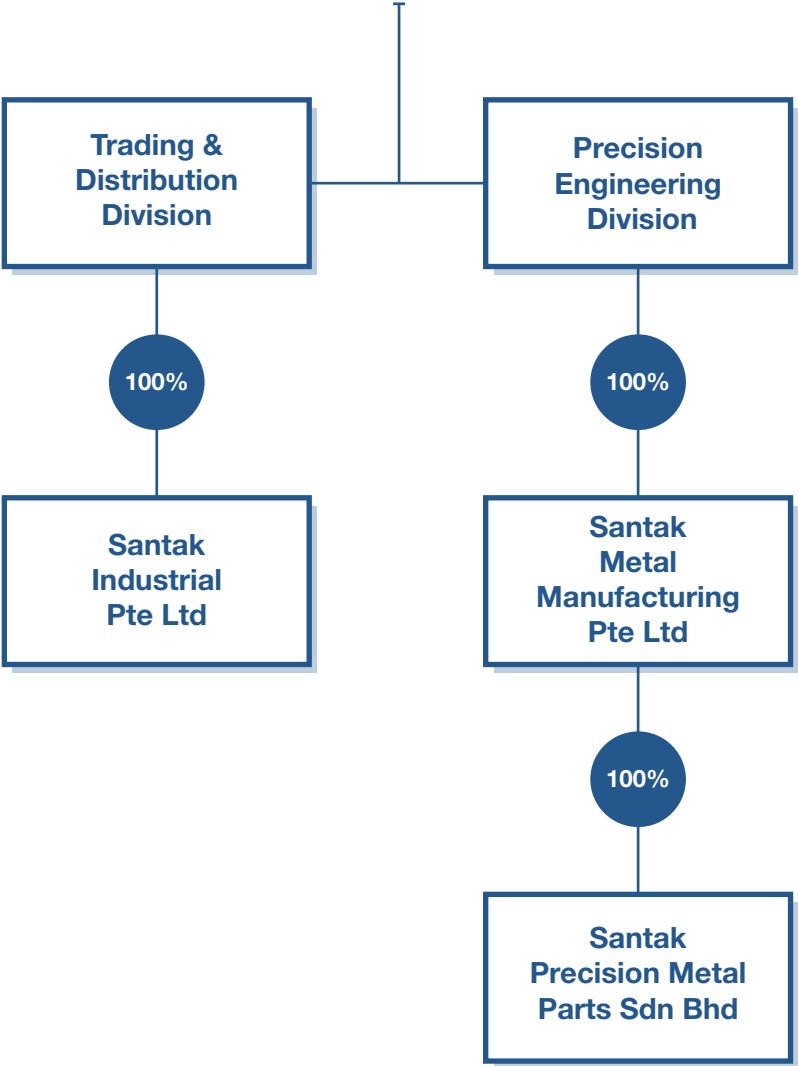 Trading &
Distribution
Division
Precision
Engineering
Division
100%
100%
Santak
Industrial
Pte Ltd
Santak
Metal
Manufacturing
Pte Ltd
100%
Santak
Precision Metal
Parts Sdn Bhd